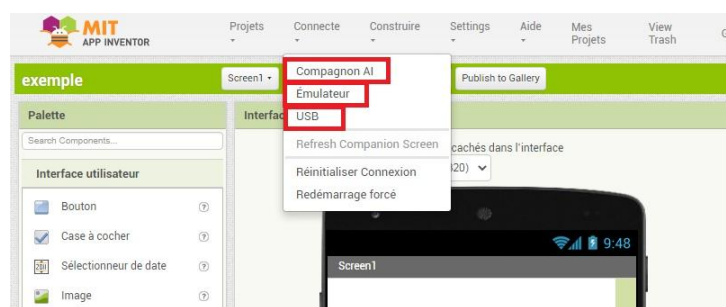 MIT
APP INVENTOR
Projets
Connecte
Construire
Settings
Aide
Mes Projets
View Trash
G
exemple
Screen1
Compagnon AI
Émulateur
USB
Refresh Companion Screen
Réinitialiser Connexion
Redémarrage forcé
Publish to Gallery
Palette
Interfac
Search Components...
cachés dans l'interface
320)
Interface utilisateur
Bouton
Case à cocher
Sélectionneur de date
Image
9:48
Screen1